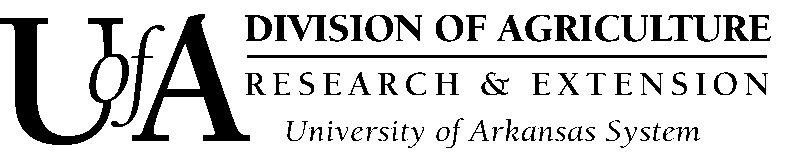 UofA
DIVISION OF AGRICULTURE
RESEARCH & EXTENSION
University of Arkansas System